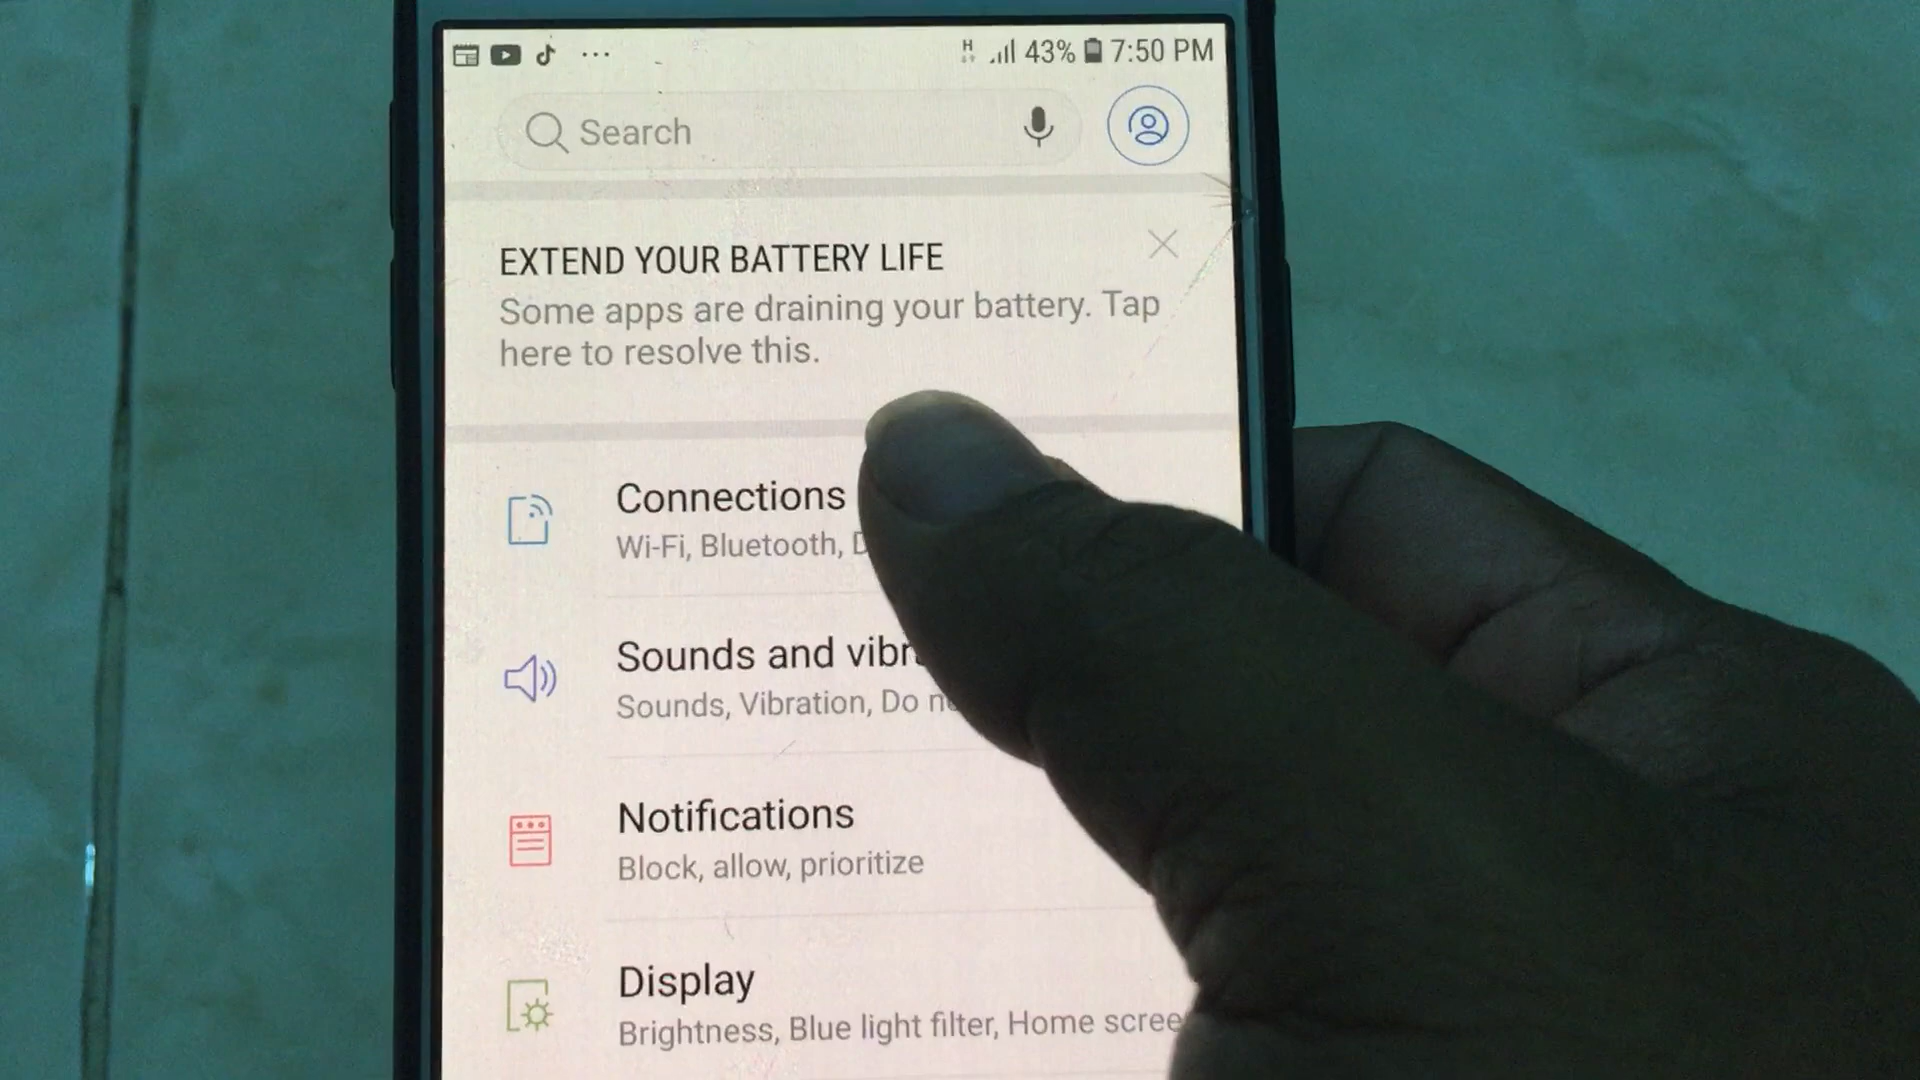 H 43% 7:50 PM
Search
EXTEND YOUR BATTERY LIFE
Some apps are draining your battery. Tap
here to resolve this.
Connections
Wi-Fi, Bluetooth,
Sounds and
Sounds, Vibration, Do
Notifications
Block, allow, prioritize
Display
Brightness, Blue light filter, Home